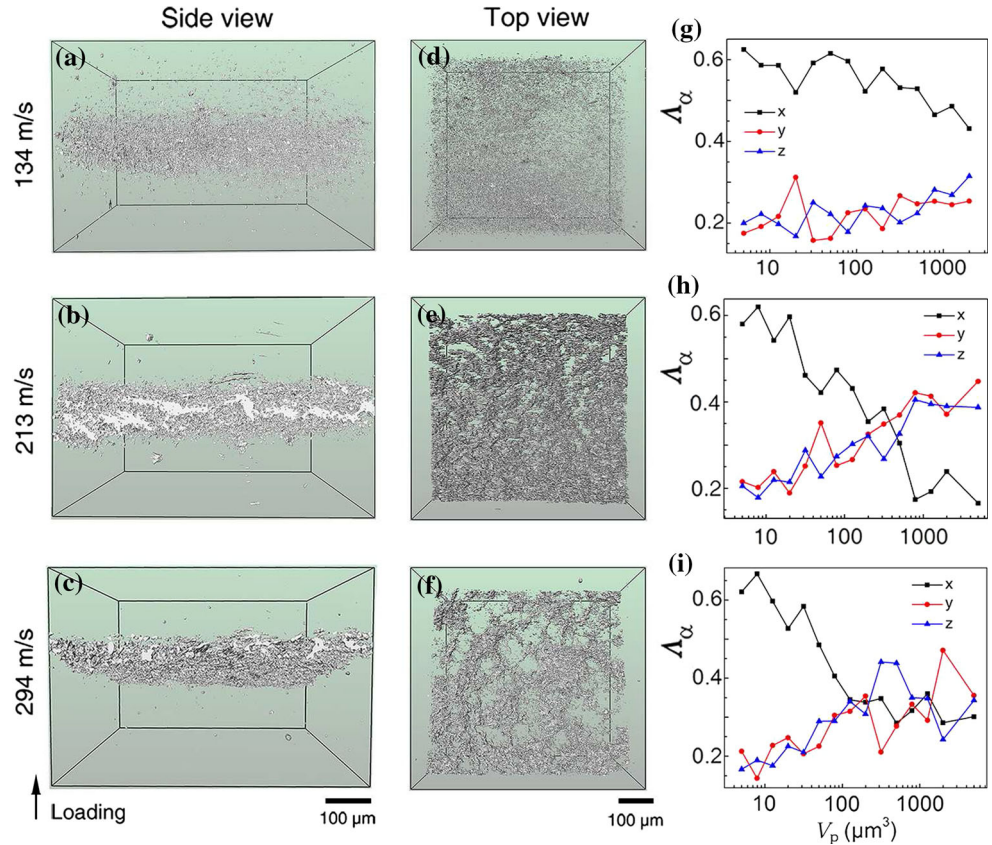 Side view
Top view
134 m/s
(a)
(d)
(g)
Λα
0.6
0.4
0.2
x
y
z
10
100
1000
213 m/s
(b)
(e)
(h)
Λα
0.6
0.4
0.2
x
y
z
10
100
1000
294 m/s
(c)
(f)
(i)
Λα
0.6
0.4
0.2
x
y
z
10
100
1000
Vp (μm³)
Loading
100 μm
100 μm